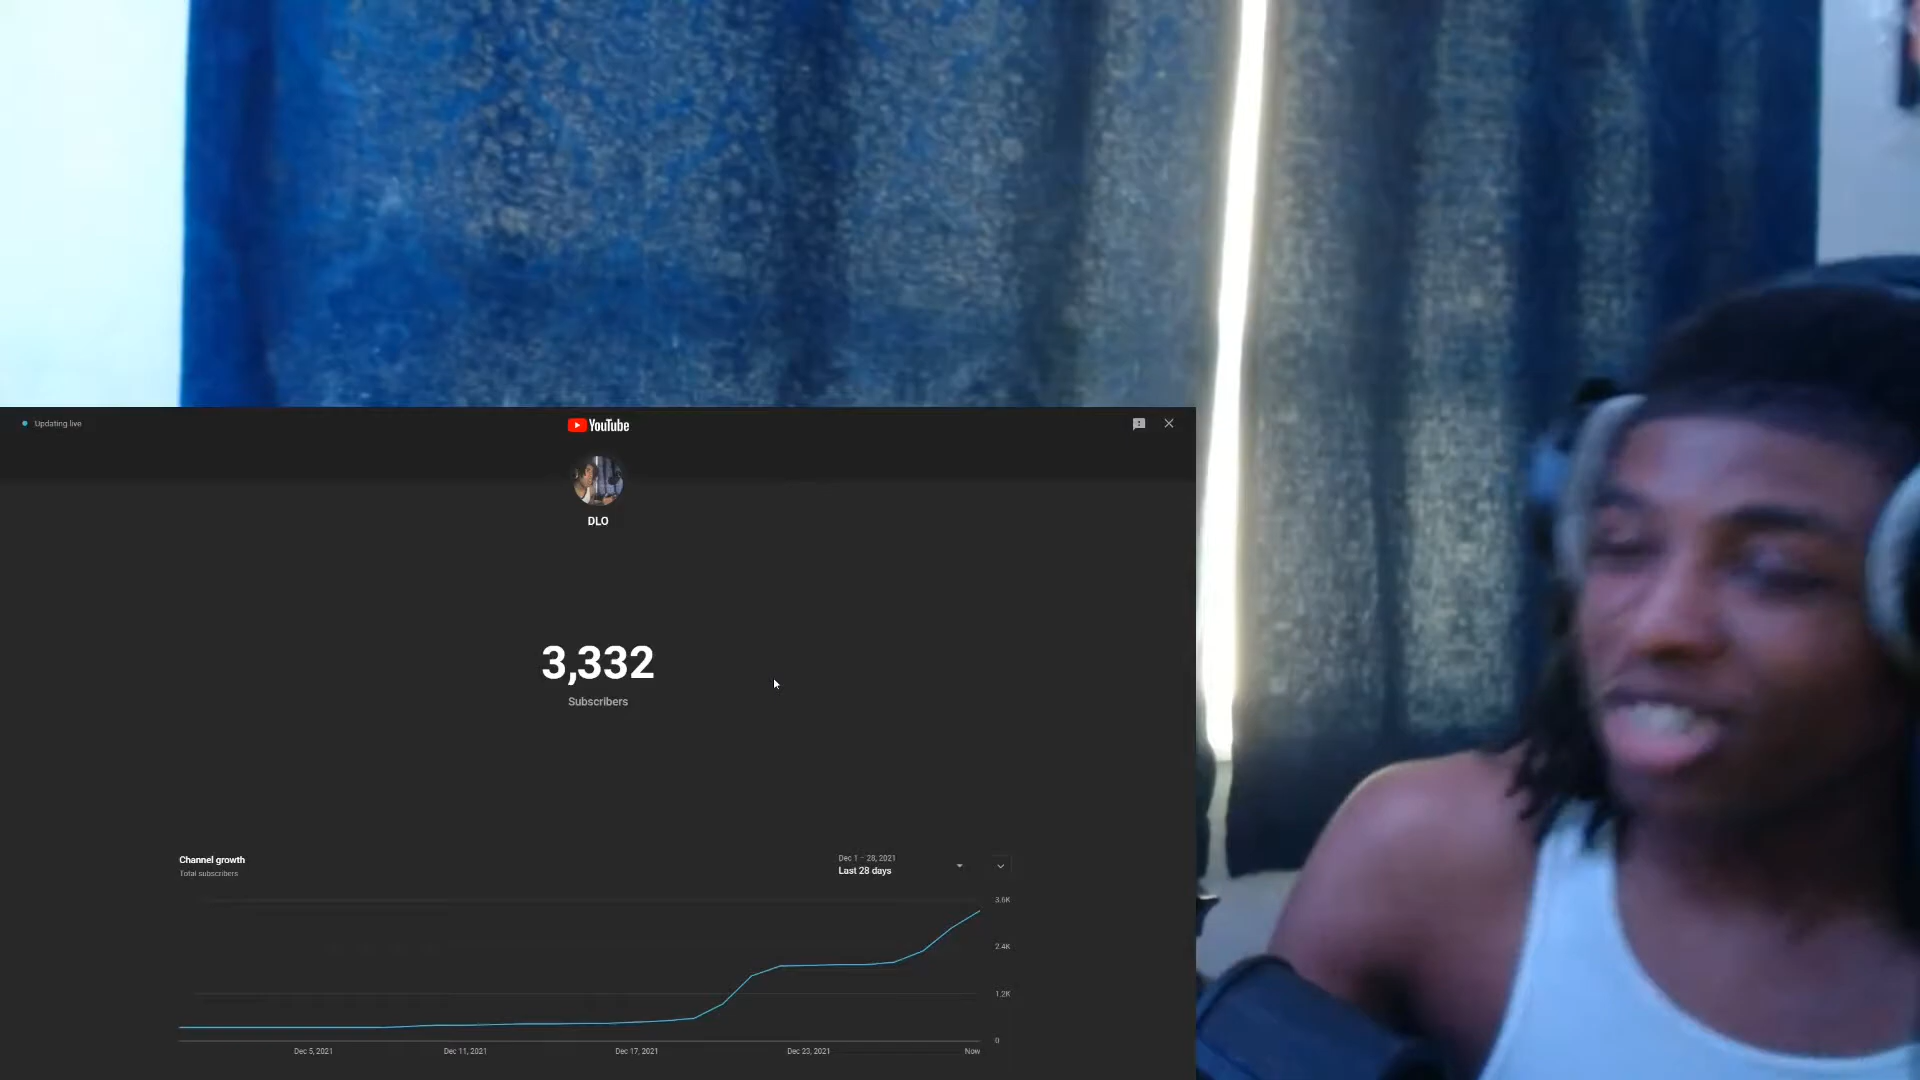 Updating live
YouTube
DLO
3,332
Subscribers
Channel growth
Total subscribers
Dec 1 – 28, 2021
Last 28 days
3.6K
2.4K
1.2K
0
Dec 5, 2021
Dec 11, 2021
Dec 17, 2021
Dec 23, 2021
Now